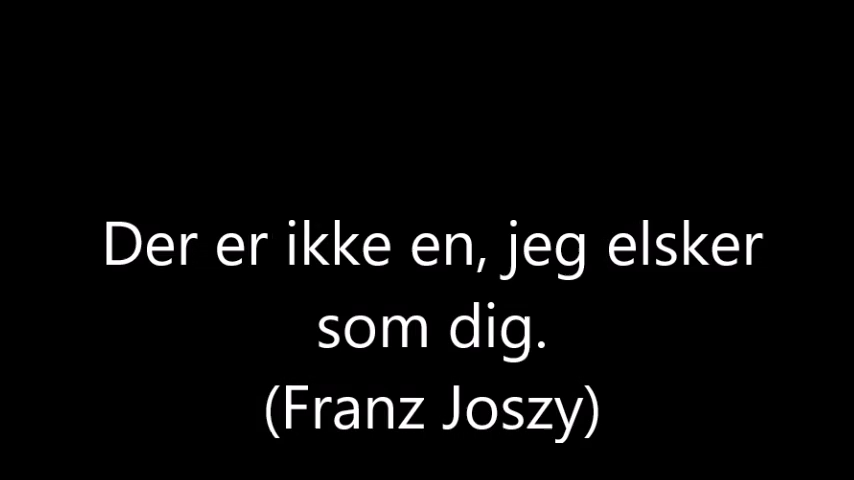 Der er ikke en, jeg elsker
som dig.
(Franz Joszy)